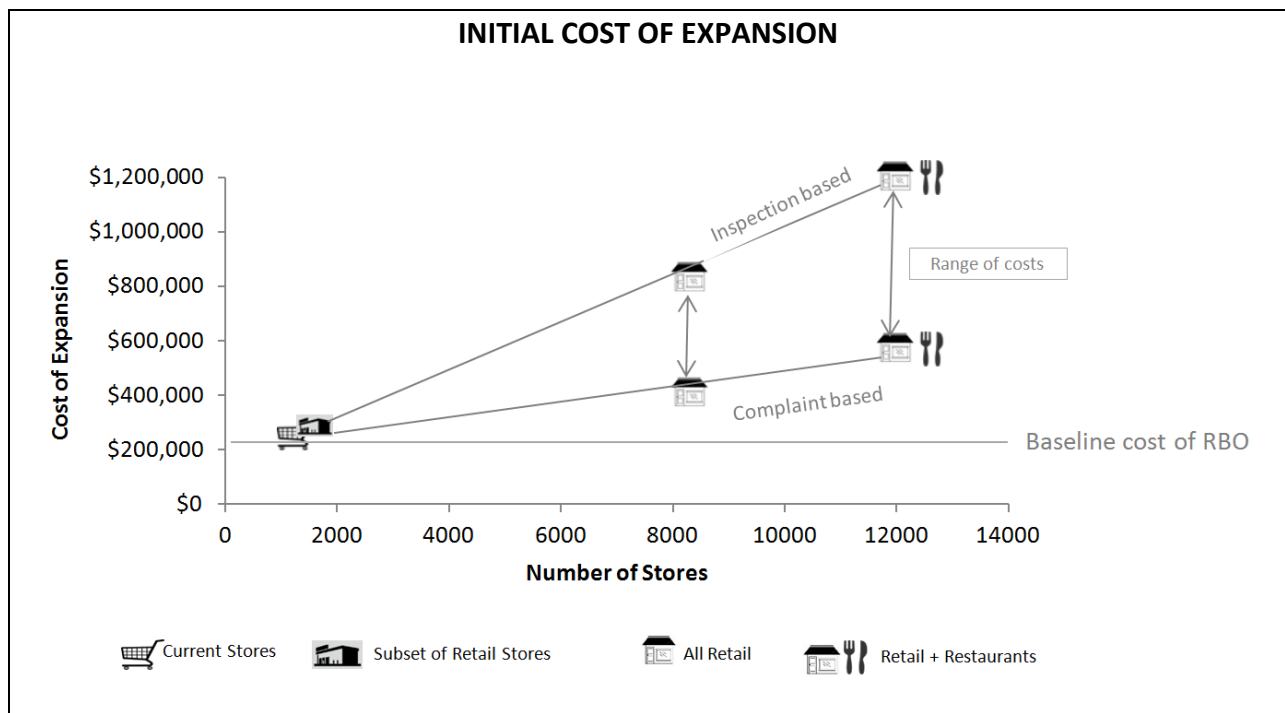 INITIAL COST OF EXPANSION
$1,200,000
$1,000,000
$800,000
$600,000
$400,000
$200,000
$0
Cost of Expansion
Inspection based
Range of costs
Complaint based
Baseline cost of RBO
0 2000 4000 6000 8000 10000 12000 14000
Number of Stores
Current Stores Subset of Retail Stores All Retail Retail + Restaurants